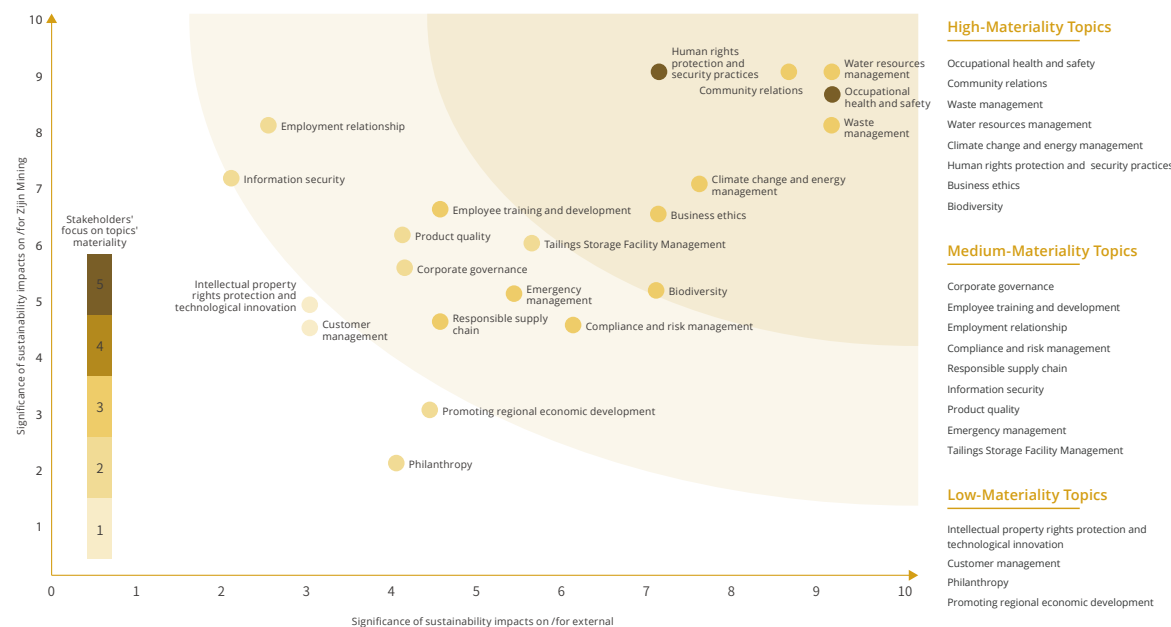 10
9
8
7
6
5
4
3
2
1
Significance of sustainability impacts on /for Zijin Mining
Stakeholders'
focus on topics'
materiality
5
4
3
2
1
Human rights
protection and
security practices
Community relations
Water resources
management
Occupational
health and safety
Waste
management
Employment relationship
Information security
Climate change and energy
management
Employee training and development
Business ethics
Product quality
Tailings Storage Facility Management
Corporate governance
Intellectual property
rights protection and
technological innovation
Emergency
management
Biodiversity
Customer
management
Responsible supply
chain
Compliance and risk management
Promoting regional economic development
Philanthropy
0
1
2
3
4
5
6
7
8
9
10
Significance of sustainability impacts on /for external
High-Materiality Topics
Occupational health and safety
Community relations
Waste management
Water resources management
Climate change and energy management
Human rights protection and security practices
Business ethics
Biodiversity
Medium-Materiality Topics
Corporate governance
Employee training and development
Employment relationship
Compliance and risk management
Responsible supply chain
Information security
Product quality
Emergency management
Tailings Storage Facility Management
Low-Materiality Topics
Intellectual property rights protection and
technological innovation
Customer management
Philanthropy
Promoting regional economic development